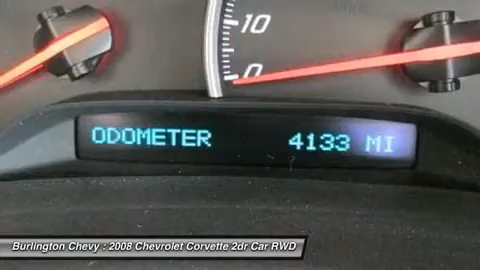 10
0
ODOMETER 4133 MI
Burlington Chevy : 2008 Chevrolet Corvette 2dr Car RWD